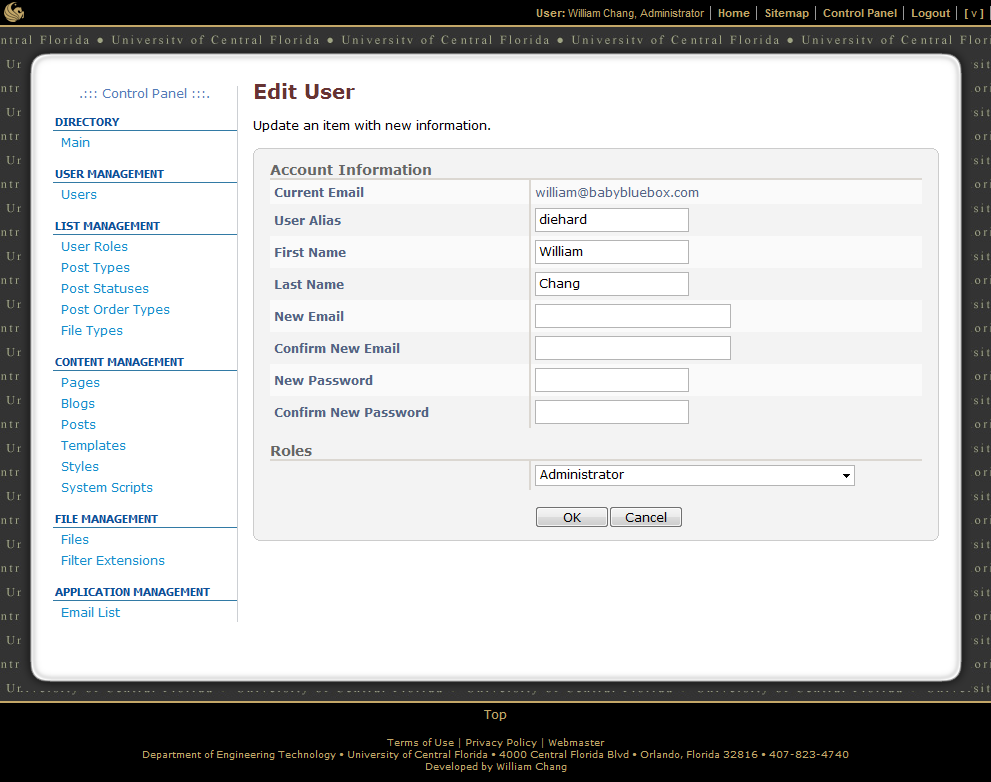 User: William Chang, Administrator | Home | Sitemap | Control Panel | Logout | [ v ]
ntral Florida • University of Central Florida • University of Central Florida • University of Central Florida • University of Central Flori
.::: Control Panel :::.
DIRECTORY
Main
USER MANAGEMENT
Users
LIST MANAGEMENT
User Roles
Post Types
Post Statuses
Post Order Types
File Types
CONTENT MANAGEMENT
Pages
Blogs
Posts
Templates
Styles
System Scripts
FILE MANAGEMENT
Files
Filter Extensions
APPLICATION MANAGEMENT
Email List
Edit User
Update an item with new information.
Account Information
Current Email william@babybluebox.com
User Alias diehard
First Name William
Last Name Chang
New Email
Confirm New Email
New Password
Confirm New Password
Roles
Administrator
OK Cancel
Top
Terms of Use | Privacy Policy | Webmaster
Department of Engineering Technology • University of Central Florida • 4000 Central Florida Blvd • Orlando, Florida 32816 • 407-823-4740
Developed by William Chang